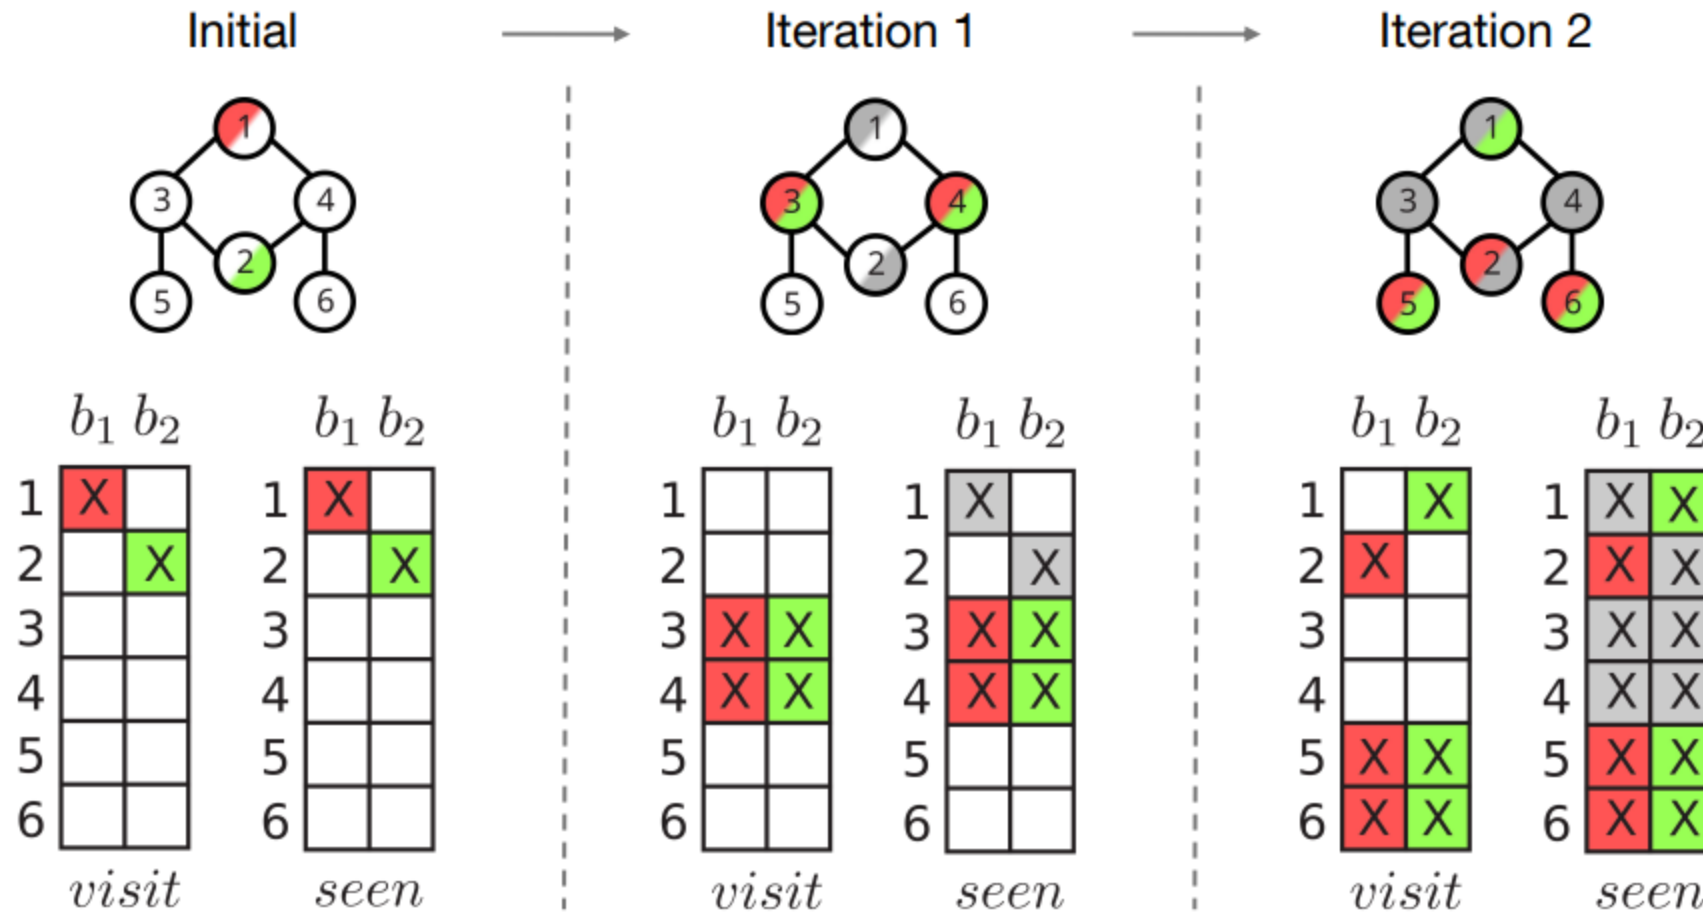 Initial Iteration 1 Iteration 2
1 1 1
3 4 3 4 3 4
2 2 2
5 6 5 6 5 6
b₁ b₂ b₁ b₂ b₁ b₂ b₁ b₂ b₁ b₂ b₁ b₂
1 X 1 X 1 1 X 1 X 1 X X
2 X 2 X 2 2 X 2 X 2 X X
3 3 3 X X 3 X X 3 3 X X
4 4 4 X X 4 X X 4 4 X X
5 5 5 5 5 X X 5 X X
6 6 6 6 6 X X 6 X X
visit seen visit seen visit seen